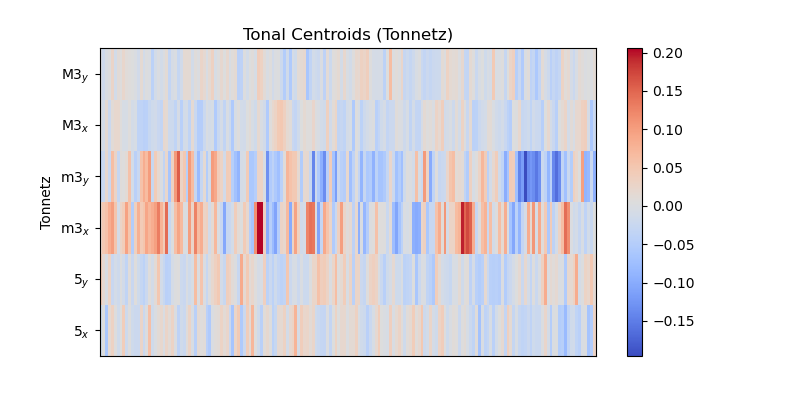 Tonal Centroids (Tonnetz)
Tonnetz
M3y
M3x
m3y
m3x
5y
5x
0.20
0.15
0.10
0.05
0.00
−0.05
−0.10
−0.15